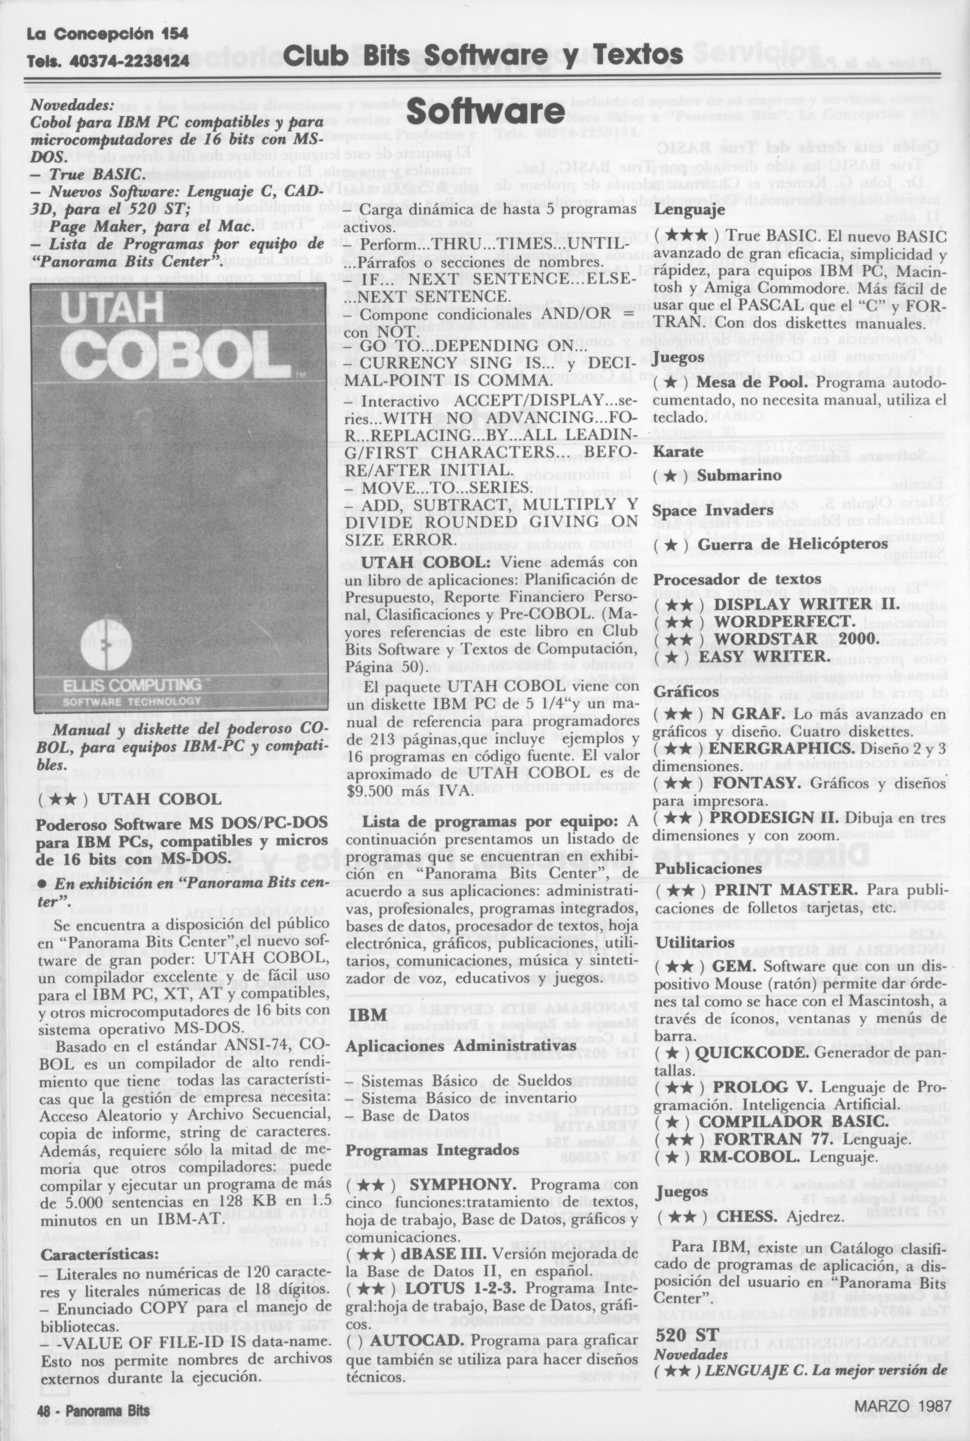 La Concepción 154
Tels. 40374-2238124
Club Bits Software y Textos
Software
Novedades:
Cobol para IBM PC compatibles y para
microcomputadores de 16 bits con MS-
DOS.
— True BASIC.
— Nuevos Software: Lenguaje C, CAD-
3D, para el 520 ST;
— Page Maker, para el Mac.
— Lista de Programas por equipo de
“Panorama Bits Center”.
UTAH
COBOL™
ELLIS COMPUTING™
SOFTWARE TECHNOLOGY
Manual y diskette del poderoso CO-
BOL, para equipos IBM-PC y compati-
bles.
(★★) UTAH COBOL
Poderoso Software MS DOS/PC-DOS
para IBM PCs, compatibles y micros
de 16 bits con MS-DOS.
● En exhibición en “Panorama Bits cen-
ter”.
Se encuentra a disposición del público
en “Panorama Bits Center”,el nuevo sof-
tware de gran poder: UTAH COBOL,
un compilador excelente y de fácil uso
para el IBM PC, XT, AT y compatibles,
y otros microcomputadores de 16 bits con
sistema operativo MS-DOS.
Basado en el estándar ANSI-74, CO-
BOL es un compilador de alto rendi-
miento que tiene todas las característi-
cas que la gestión de empresa necesita:
Acceso Aleatorio y Archivo Secuencial,
copia de informe, string de caracteres.
Además, requiere sólo la mitad de me-
moria que otros compiladores: puede
compilar y ejecutar un programa de más
de 5.000 sentencias en 128 KB en 1.5
minutos en un IBM-AT.
Características:
— Literales no numéricas de 120 caracte-
res y literales númericas de 18 dígitos.
— Enunciado COPY para el manejo de
bibliotecas.
— -VALUE OF FILE-ID IS data-name.
Esto nos permite nombres de archivos
externos durante la ejecución.
— Carga dinámica de hasta 5 programas
activos.
— Perform...THRU...TIMES...UNTIL-
...Párrafos o secciones de nombres.
— IF... NEXT SENTENCE...ELSE-
...NEXT SENTENCE.
— Compone condicionales AND/OR =
con NOT.
— GO TO...DEPENDING ON...
— CURRENCY SING IS... y DECI-
MAL-POINT IS COMMA.
— Interactivo ACCEPT/DISPLAY...se-
ries...WITH NO ADVANCING...FO-
R...REPLACING...BY...ALL LEADIN-
G/FIRST CHARACTERS... BEFO-
RE/AFTER INITIAL.
— MOVE...TO...SERIES.
— ADD, SUBTRACT, MULTIPLY Y
DIVIDE ROUNDED GIVING ON
SIZE ERROR.
UTAH COBOL: Viene además con
un libro de aplicaciones: Planificación de
Presupuesto, Reporte Financiero Perso-
nal, Clasificaciones y Pre-COBOL. (Ma-
yores referencias de este libro en Club
Bits Software y Textos de Computación,
Página 50).
El paquete UTAH COBOL viene con
un diskette IBM PC de 5 1/4“y un ma-
nual de referencia para programadores
de 213 páginas,que incluye ejemplos y
16 programas en código fuente. El valor
aproximado de UTAH COBOL es de
$9.500 más IVA.
Lista de programas por equipo: A
continuación presentamos un listado de
programas que se encuentran en exhibi-
ción en “Panorama Bits Center”, de
acuerdo a sus aplicaciones: administrati-
vas, profesionales, programas integrados,
bases de datos, procesador de textos, hoja
electrónica, gráficos, publicaciones, utili-
tarios, comunicaciones, música y sinteti-
zador de voz, educativos y juegos.
IBM
Aplicaciones Administrativas
— Sistemas Básico de Sueldos
— Sistema Básico de inventario
— Base de Datos
Programas Integrados
(★★) SYMPHONY. Programa con
cinco funciones:tratamiento de textos,
hoja de trabajo, Base de Datos, gráficos y
comunicaciones.
(★★) dBASE III. Versión mejorada de
la Base de Datos II, en español.
(★★) LOTUS 1-2-3. Programa Inte-
gral:hoja de trabajo, Base de Datos, gráfi-
cos.
() AUTOCAD. Programa para graficar
que también se utiliza para hacer diseños
técnicos.
Lenguaje
(★★★) True BASIC. El nuevo BASIC
avanzado de gran eficacia, simplicidad y
rápidez, para equipos IBM PC, Macin-
tosh y Amiga Commodore. Más fácil de
usar que el PASCAL que el “C” y FOR-
TRAN. Con dos diskettes manuales.
Juegos
(★) Mesa de Pool. Programa autodo-
cumentado, no necesita manual, utiliza el
teclado.
Karate
(★) Submarino
Space Invaders
(★) Guerra de Helicópteros
Procesador de textos
(★★) DISPLAY WRITER II.
(★★) WORDPERFECT.
(★★) WORDSTAR 2000.
(★) EASY WRITER.
Gráficos
(★★) N GRAF. Lo más avanzado en
gráficos y diseño. Cuatro diskettes.
(★★) ENERGRAPHICS. Diseño 2 y 3
dimensiones.
(★★) FONTASY. Gráficos y diseños
para impresora.
(★★) PRODESIGN II. Dibuja en tres
dimensiones y con zoom.
Publicaciones
(★★) PRINT MASTER. Para publi-
caciones de folletos tarjetas, etc.
Utilitarios
(★★) GEM. Software que con un dis-
positivo Mouse (ratón) permite dar órde-
nes tal como se hace con el Mascintosh, a
través de íconos, ventanas y menús de
barra.
(★) QUICKCODE. Generador de pan-
tallas.
(★★) PROLOG V. Lenguaje de Pro-
gramación. Inteligencia Artificial.
(★) COMPILADOR BASIC.
(★★) FORTRAN 77. Lenguaje.
(★) RM-COBOL. Lenguaje.
Juegos
(★★) CHESS. Ajedrez.
Para IBM, existe un Catálogo clasifi-
cado de programas de aplicación, a dis-
posición del usuario en “Panorama Bits
Center”.
520 ST
Novedades
(★★) LENGUAJE C. La mejor versión de
48 - Panorama Bits
MARZO 1987